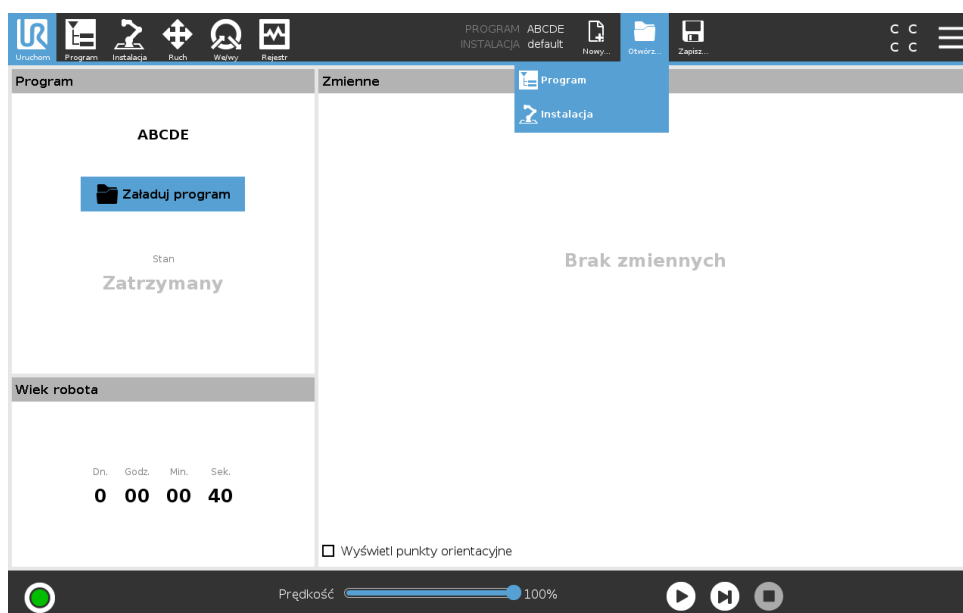 UR
Uruchom
Program
Instalacja
Ruch
We/wy
Rejestr
PROGRAM ABCDE
INSTALACJA default
Nowy...
Otwórz...
Zapisz...
C C
C C
Program
Instalacja
Program
ABCDE
Załaduj program
Stan
Zatrzymany
Zmienne
Brak zmiennych
Wyświetl punkty orientacyjne
Wiek robota
Dn. Godz. Min. Sek.
0 00 00 40
Prędkość 100%